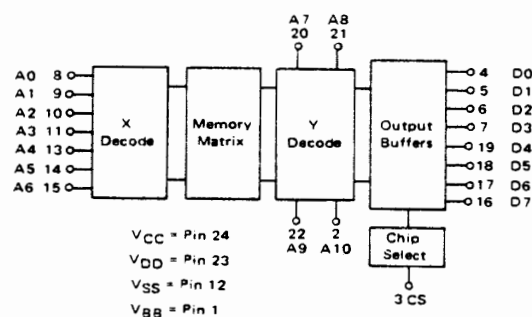 A7 A8
20 21
A0 8
A1 9
A2 10
A3 11
A4 13
A5 14
A6 15
X
Decode
Memory
Matrix
Y
Decode
Output
Buffers
4 D0
5 D1
6 D2
7 D3
19 D4
18 D5
17 D6
16 D7
22 2
A9 A10
Chip
Select
3 CS
VCC = Pin 24
VDD = Pin 23
VSS = Pin 12
VBB = Pin 1